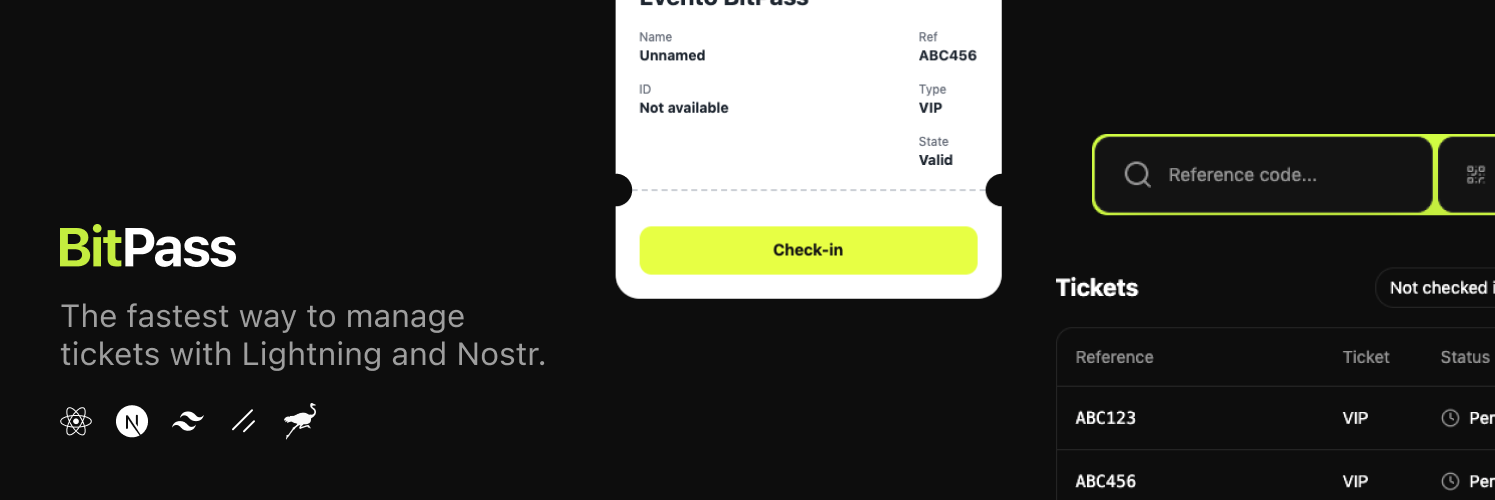 BitPass
The fastest way to manage
tickets with Lightning and Nostr.
Evento BitPass
Name
Unnamed
Ref
ABC456
ID
Not available
Type
VIP
State
Valid
Check-in
Reference code...
Tickets
Not checked i
Reference Ticket Status
ABC123 VIP Per
ABC456 VIP Per